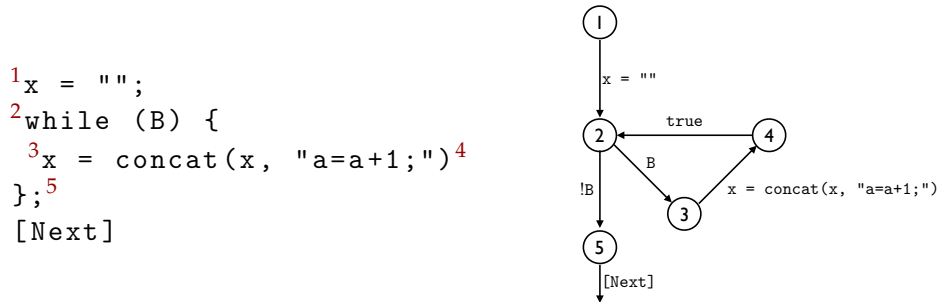 1x = "";
2while (B) {
3x = concat(x, "a=a+1;")4
};5
[Next]
1
x = ""
2
true
4
B
!B
x = concat(x, "a=a+1;")
3
5
[Next]